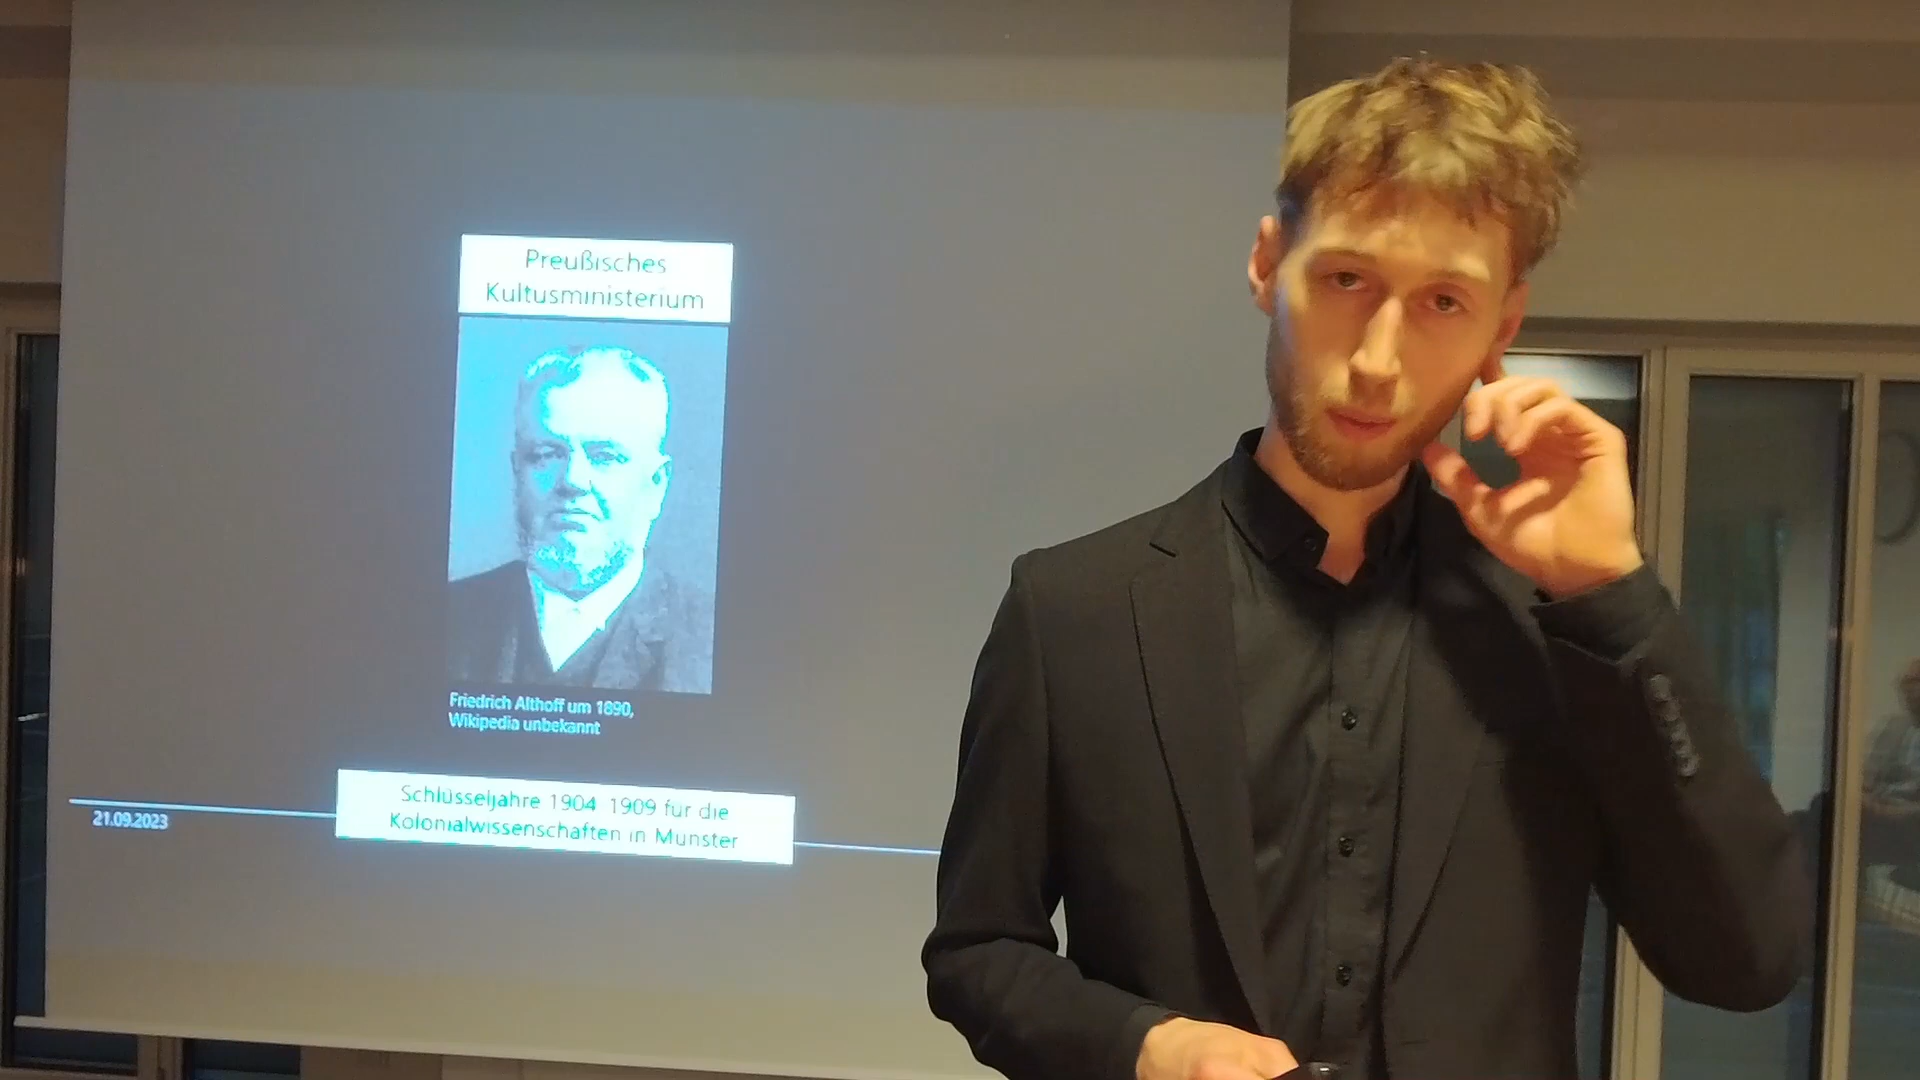 Preußisches
Kultusministerium
Friedrich Althoff um 1890,
Wikipedia unbekannt
Schlüsseljahre 1904 1909 für die
Kolonialwissenschaften in Münster
21.09.2023